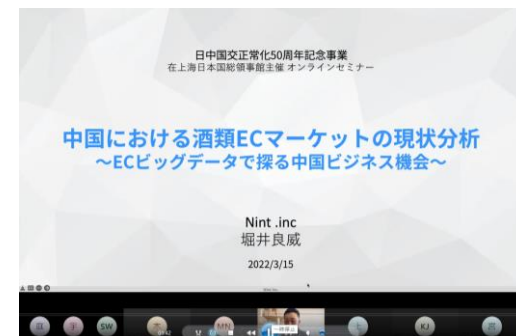 日中国交正常化50周年記念事業
在上海日本国総領事館主催 オンラインセミナー
中国における酒類ECマーケットの現状分析
～ECビッグデータで探る中国ビジネス機会～
Nint .inc
堀井良威
2022/3/15
SW
MN
KJ